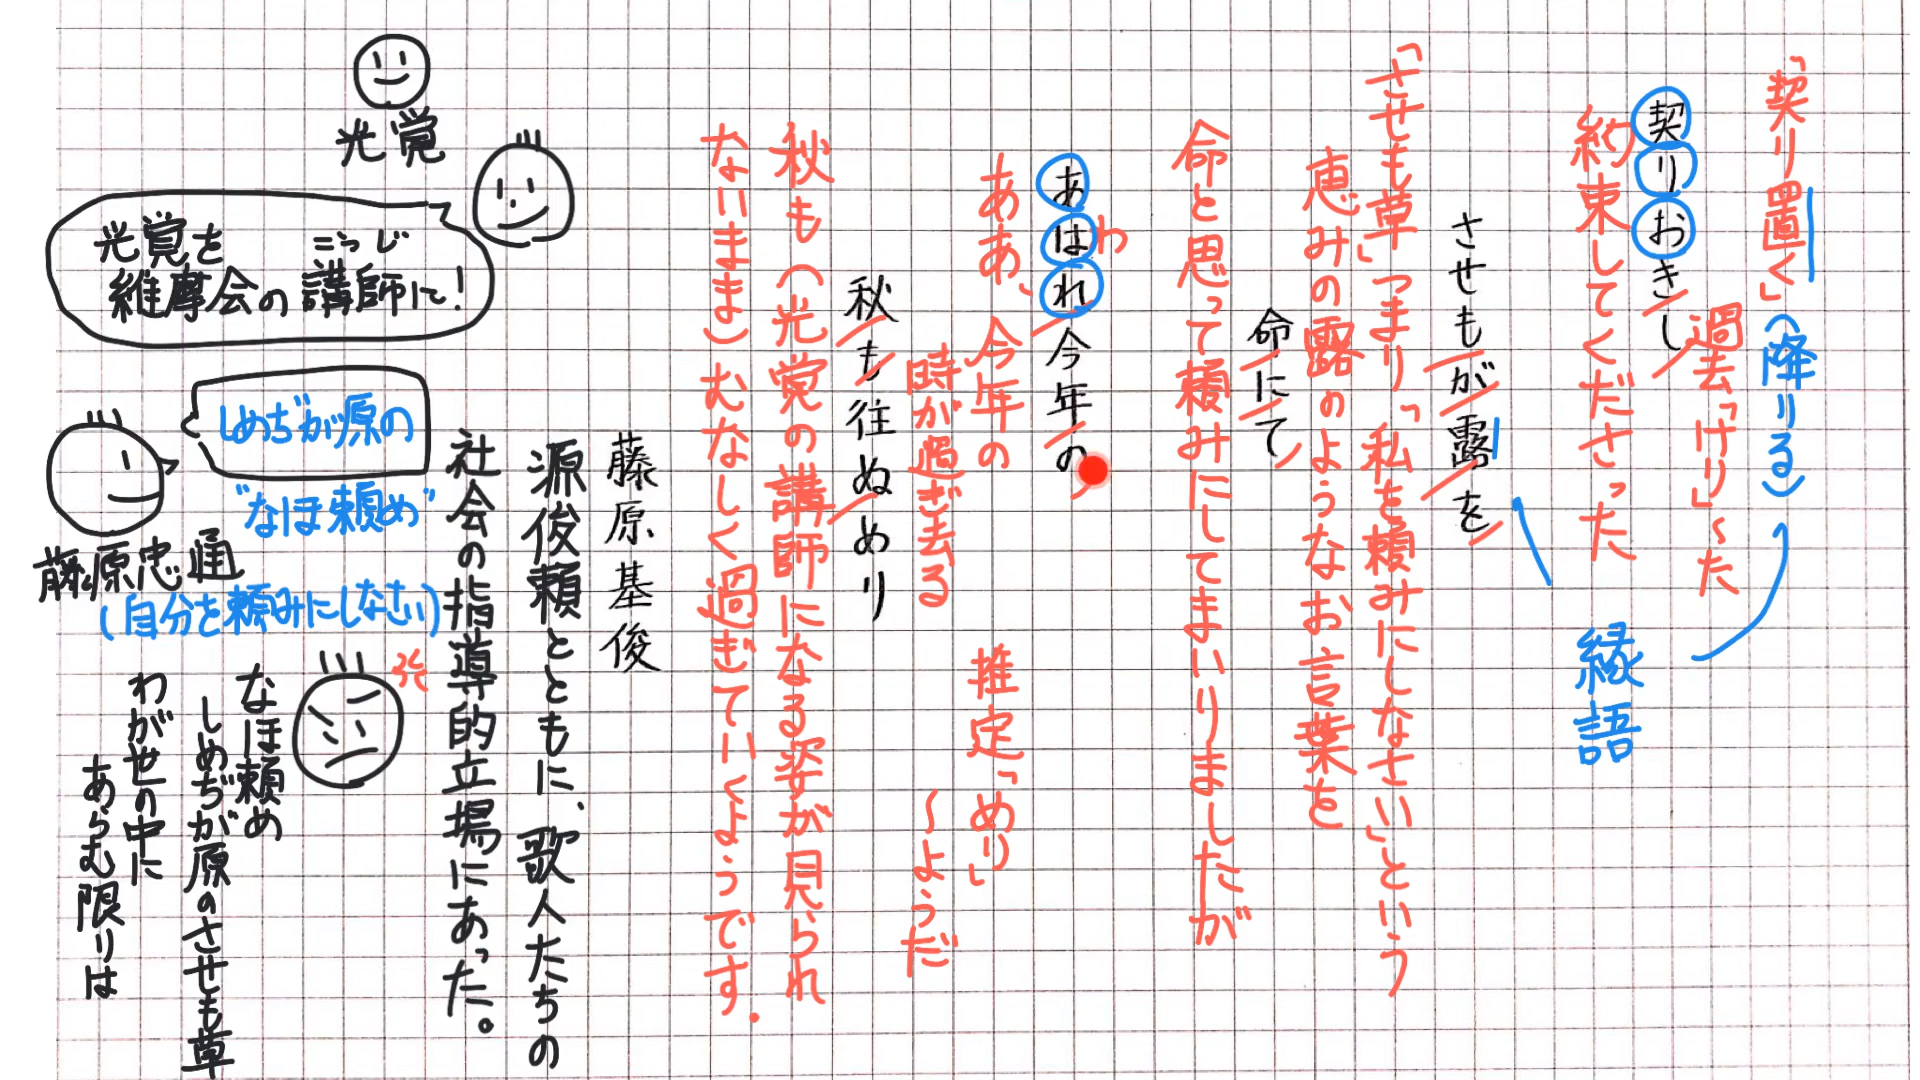 「契り置く」(降りる)
過去「けり」～た
契りおきし
約束してくださった
縁語
させもが露を
「させも草」つまり「私を頼みにしなさい」という
恵みの露のようなお言葉を
命にて
命と思って頼みにしてまいりましたが
わ
あはれ今年の
ああ、今年の
推定「めり」
～ようだ
時が過ぎ去る
秋も往ぬめり
秋も(光覚の講師になる姿が見られ
ないまま)むなしく過ぎていくようです.
藤原基俊
源俊頼とともに、歌人たちの
社会の指導的立場にあった。
光覚
光覚を
維摩会の講師に!
こうじ
しめぢが原の
"なほ頼め"
(自分を頼みにしなさい)
藤原忠通
なほ頼め
しめぢが原のさせも草
わが世の中に
あらむ限りは